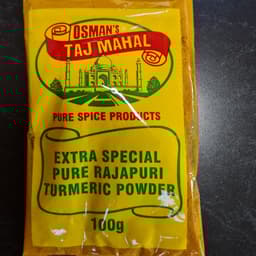 OSMAN'S
TAJ MAHAL
PURE SPICE PRODUCTS
EXTRA SPECIAL
PURE RAJAPURI
TURMERIC POWDER
100g